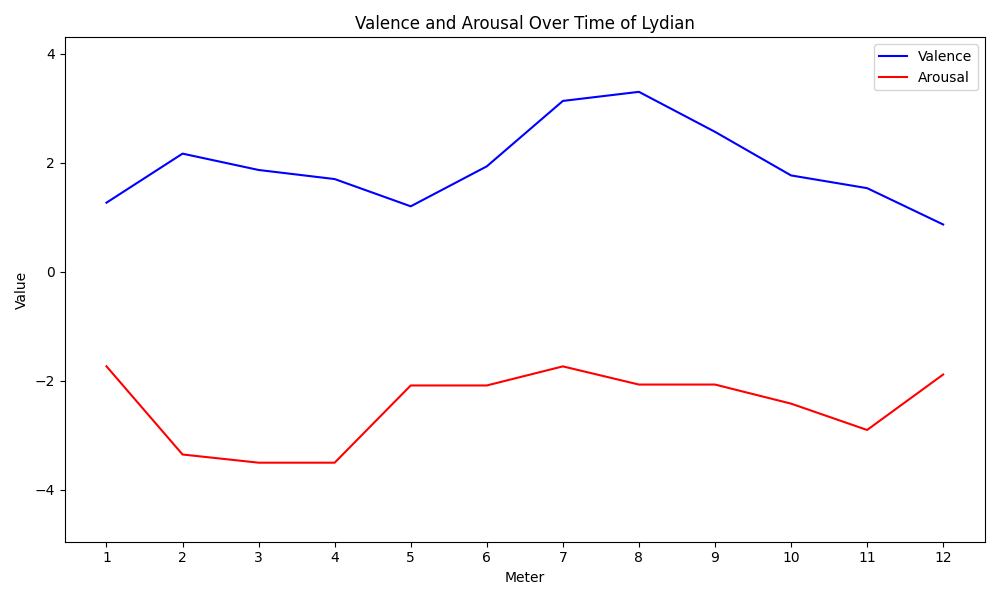 Valence and Arousal Over Time of Lydian
Valence
Arousal
4
2
0
−2
−4
Value
1 2 3 4 5 6 7 8 9 10 11 12
Meter